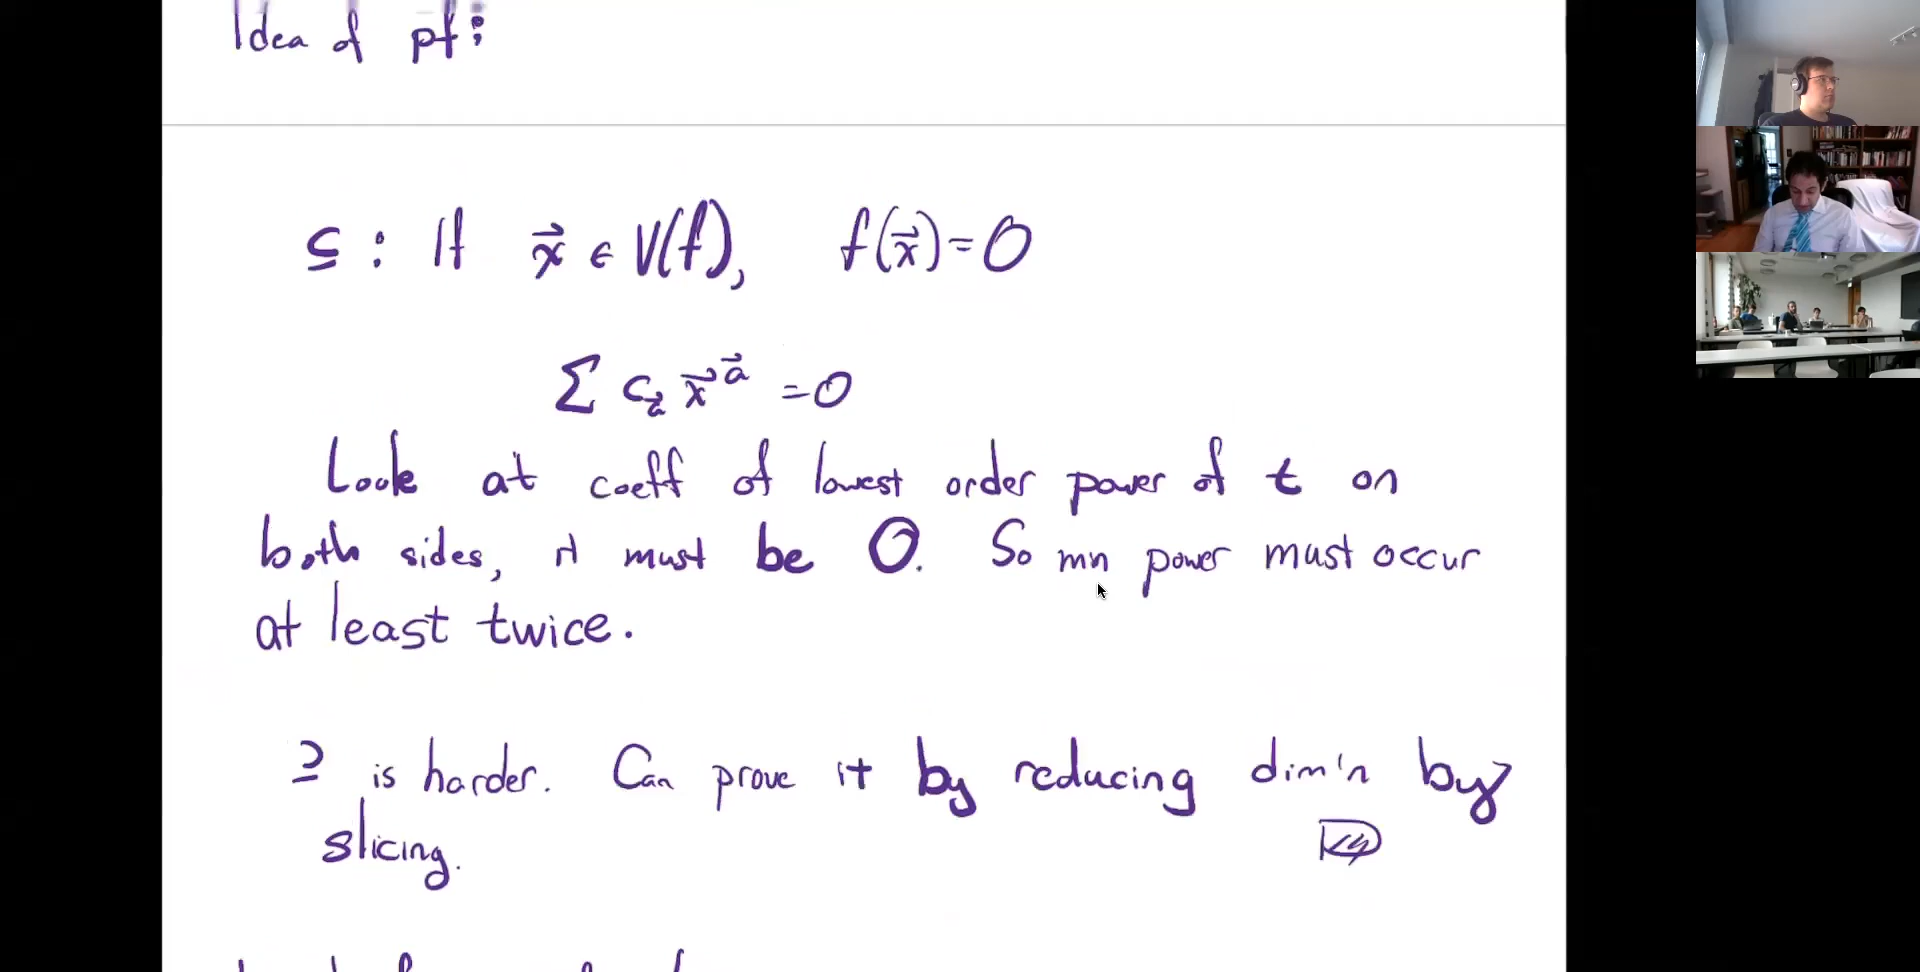 Idea of pf:
⊆ : If x⃗ ∈ V(f), f(x⃗)=0
Σ c_a⃗ x⃗^a⃗ =0
Look at coeff of lowest order power of t on
both sides, it must be 0. So min power must occur
at least twice.
⊇ is harder. Can prove it by reducing dim'n by
slicing.